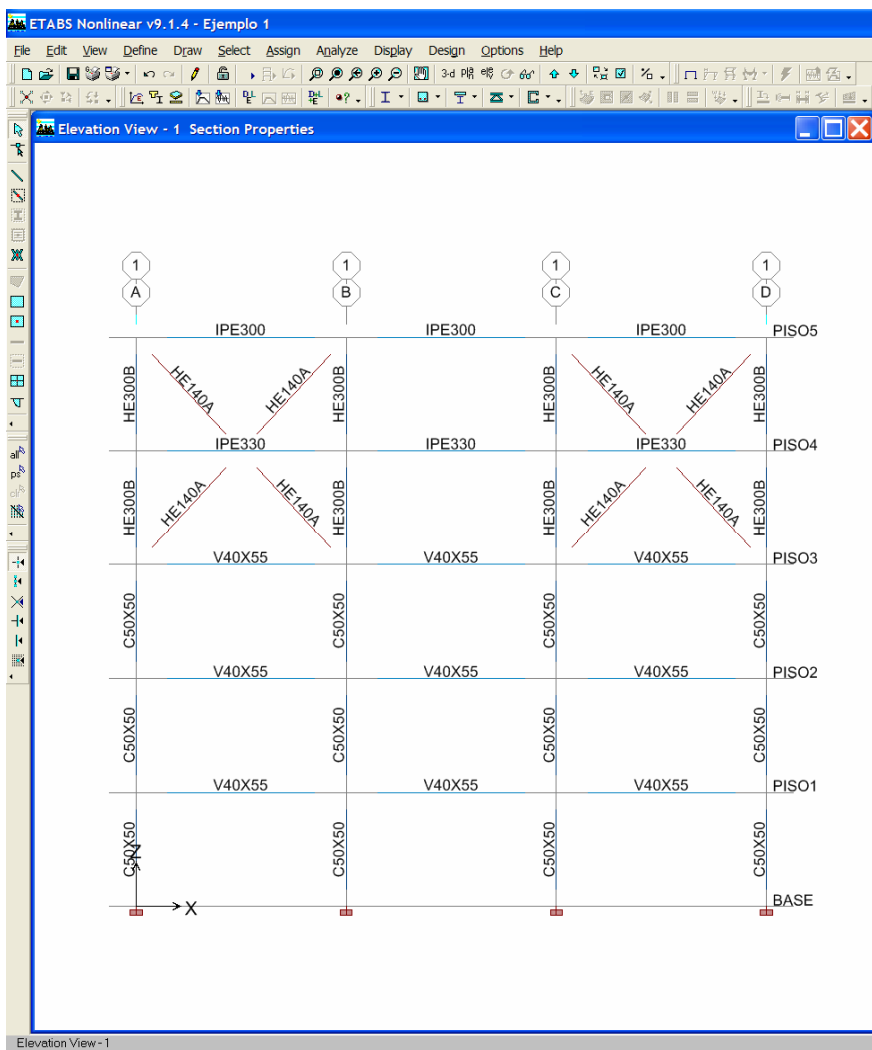 ETABS Nonlinear v9.1.4 - Ejemplo 1
File Edit View Define Draw Select Assign Analyze Display Design Options Help
3-d
Elevation View - 1 Section Properties
all
ps
clr
1 1 1 1
A B C D
IPE300 IPE300 IPE300 PISO5
HE300B HE140A HE140A HE300B HE300B HE140A HE140A HE300B
IPE330 IPE330 IPE330 PISO4
HE300B HE140A HE140A HE300B HE300B HE140A HE140A HE300B
V40X55 V40X55 V40X55 PISO3
C50X50 C50X50 C50X50 C50X50
V40X55 V40X55 V40X55 PISO2
C50X50 C50X50 C50X50 C50X50
V40X55 V40X55 V40X55 PISO1
C50X50 C50X50 C50X50 C50X50
Z
X
BASE
Elevation View - 1